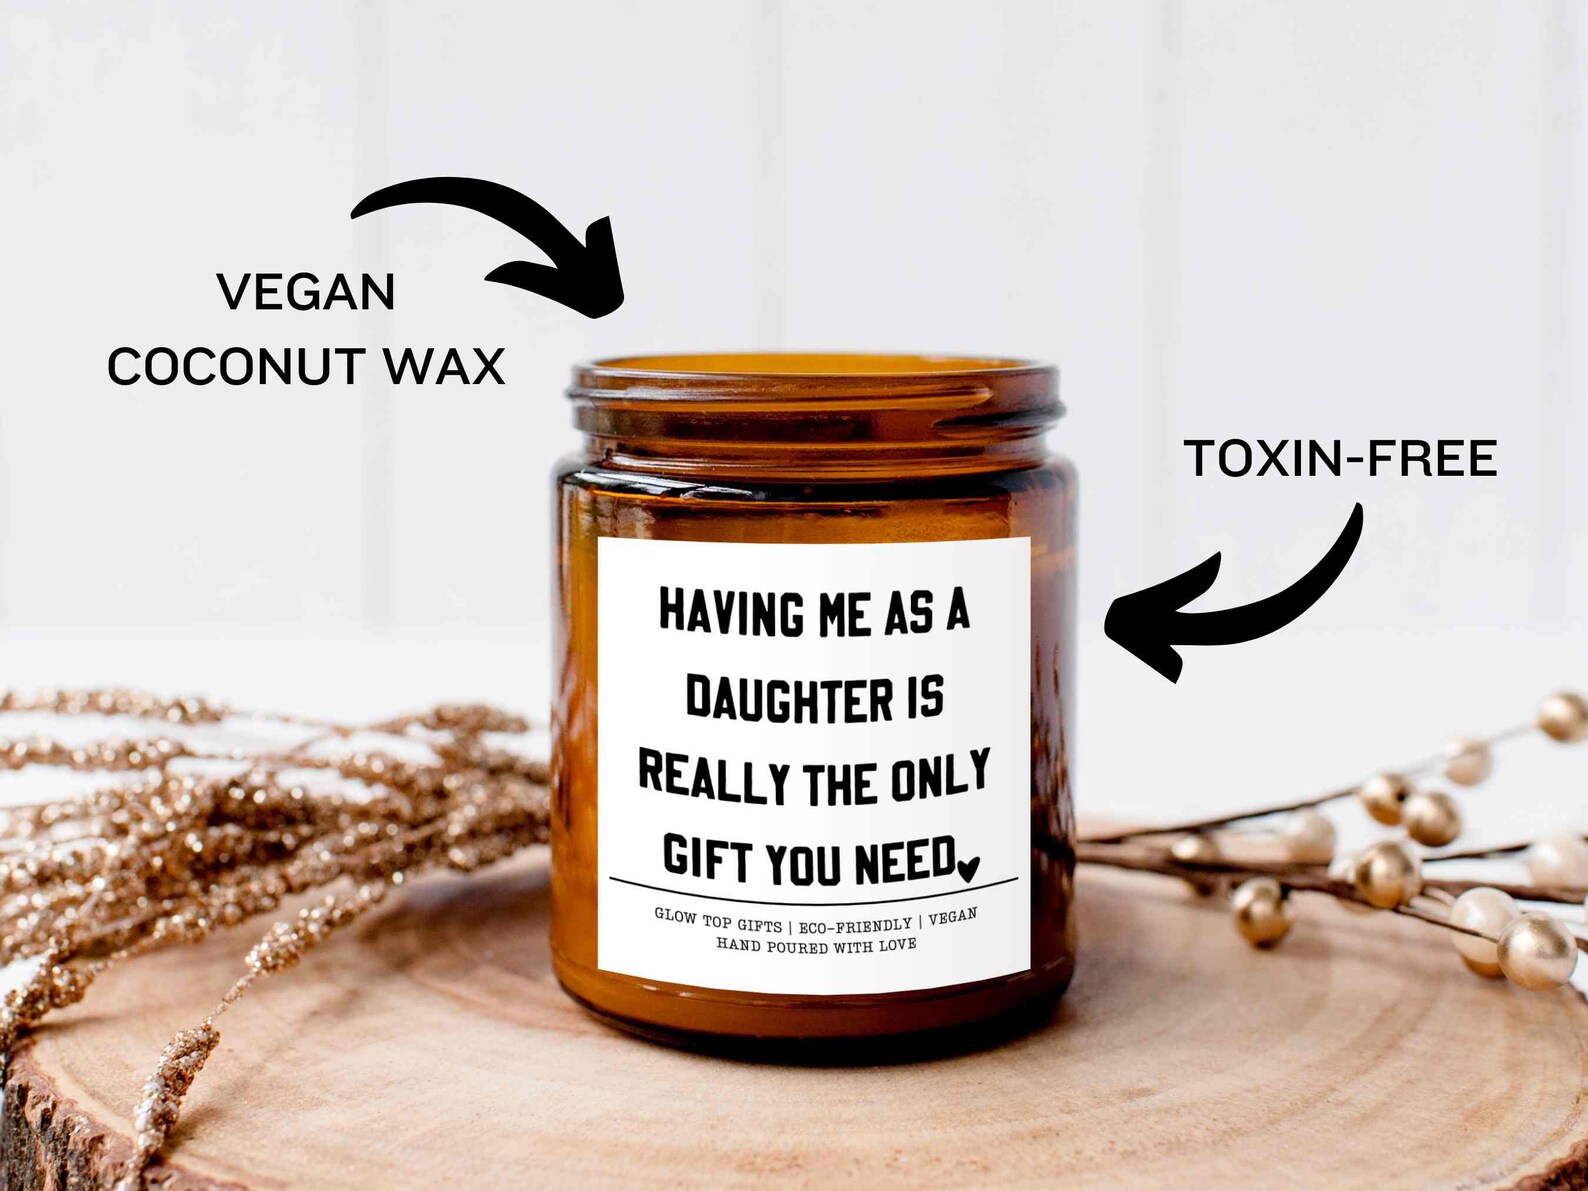 VEGAN
COCONUT WAX
TOXIN-FREE
HAVING ME AS A
DAUGHTER IS
REALLY THE ONLY
GIFT YOU NEED
GLOW TOP GIFTS | ECO-FRIENDLY | VEGAN
HAND POURED WITH LOVE